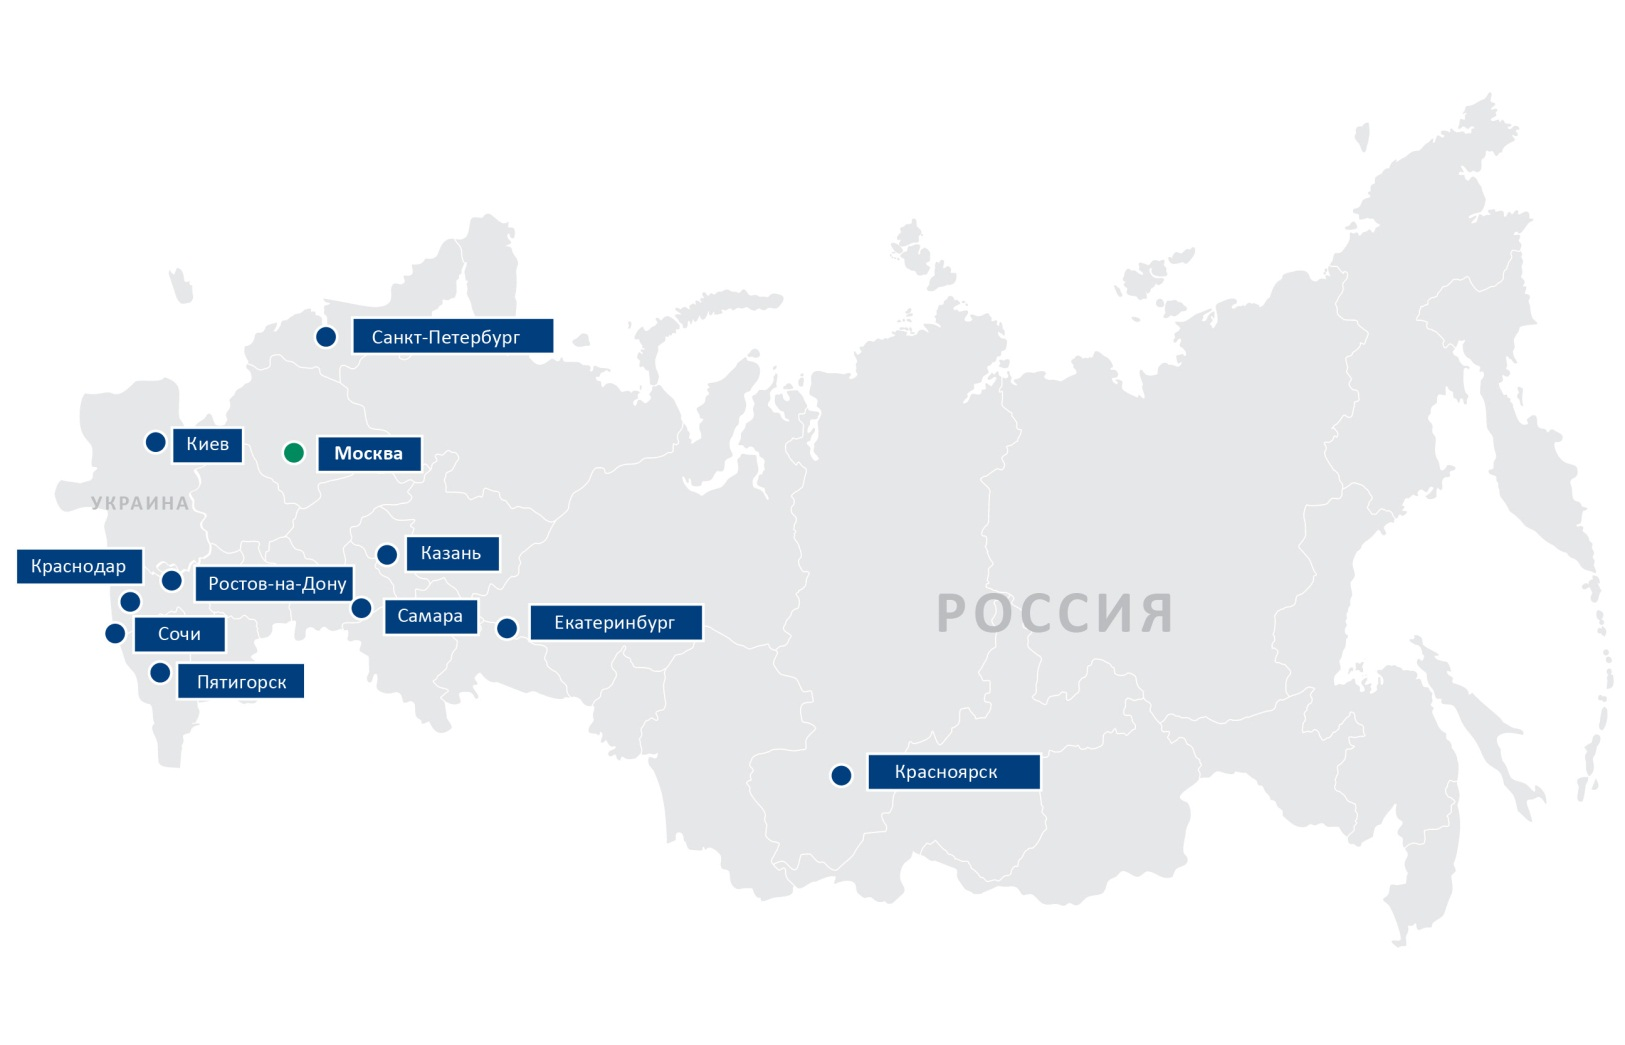 Санкт-Петербург
Киев
Москва
УКРАИНА
Казань
Краснодар
Ростов-на-Дону
Самара
Екатеринбург
РОССИЯ
Сочи
Пятигорск
Красноярск